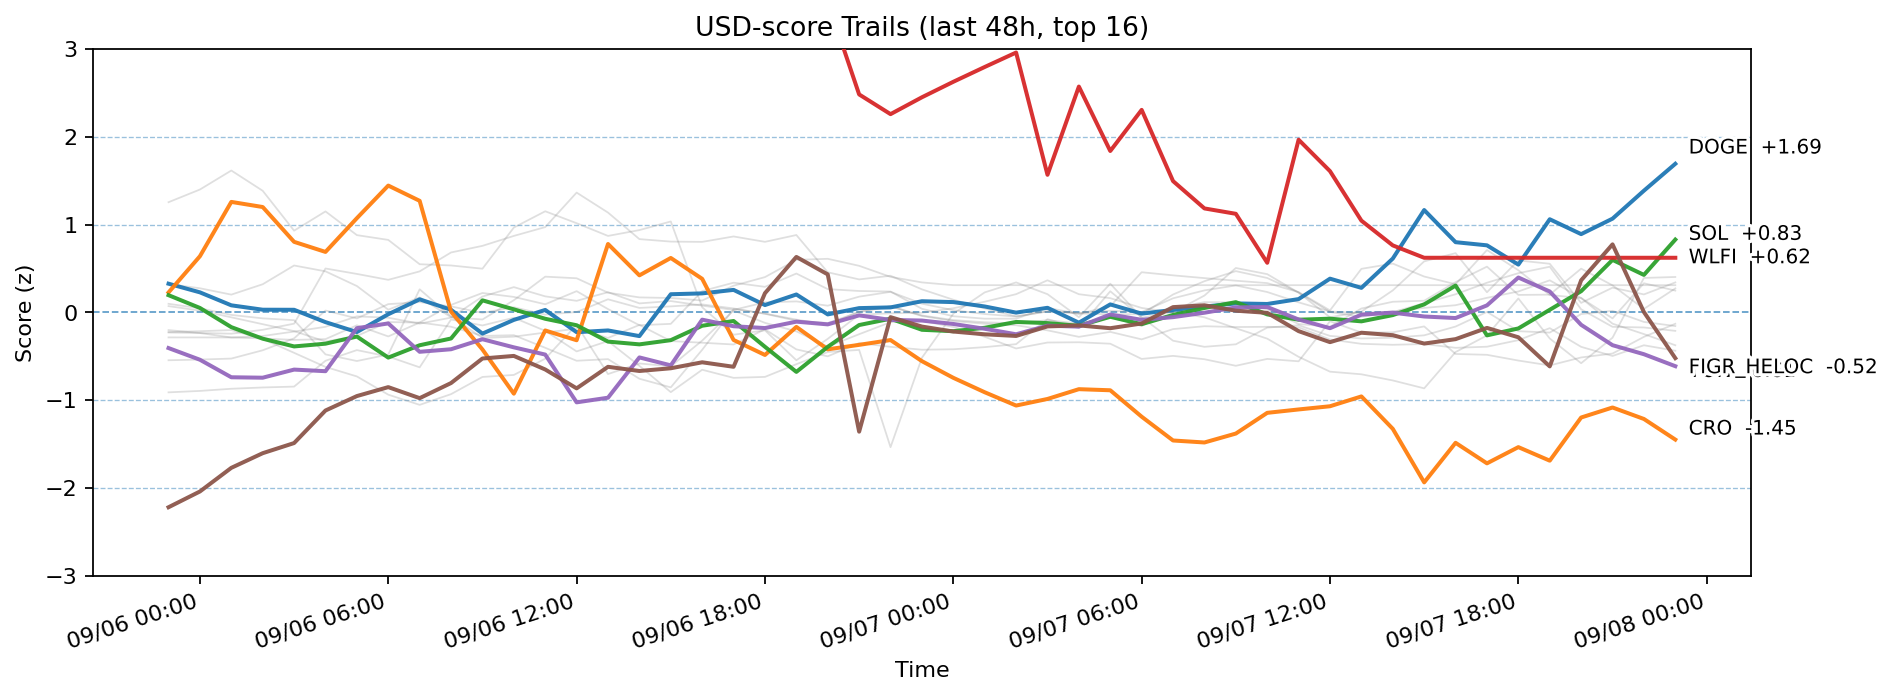 USD-score Trails (last 48h, top 16)
3
2
1
0
−1
−2
−3
Score (z)
DOGE +1.69
SOL +0.83
WLFI +0.62
FIGR_HELOC -0.52
CRO -1.45
09/06 00:00
09/06 06:00
09/06 12:00
09/06 18:00
09/07 00:00
09/07 06:00
09/07 12:00
09/07 18:00
09/08 00:00
Time